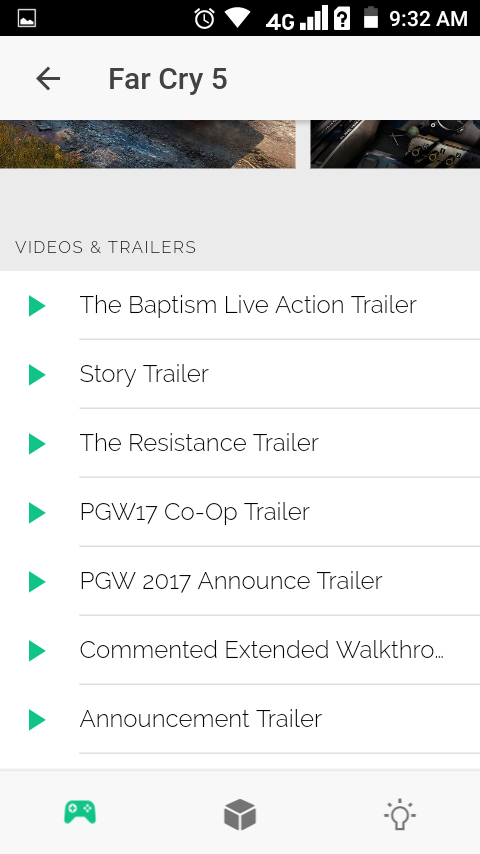 4G 9:32 AM
Far Cry 5
VIDEOS & TRAILERS
The Baptism Live Action Trailer
Story Trailer
The Resistance Trailer
PGW17 Co-Op Trailer
PGW 2017 Announce Trailer
Commented Extended Walkthro...
Announcement Trailer